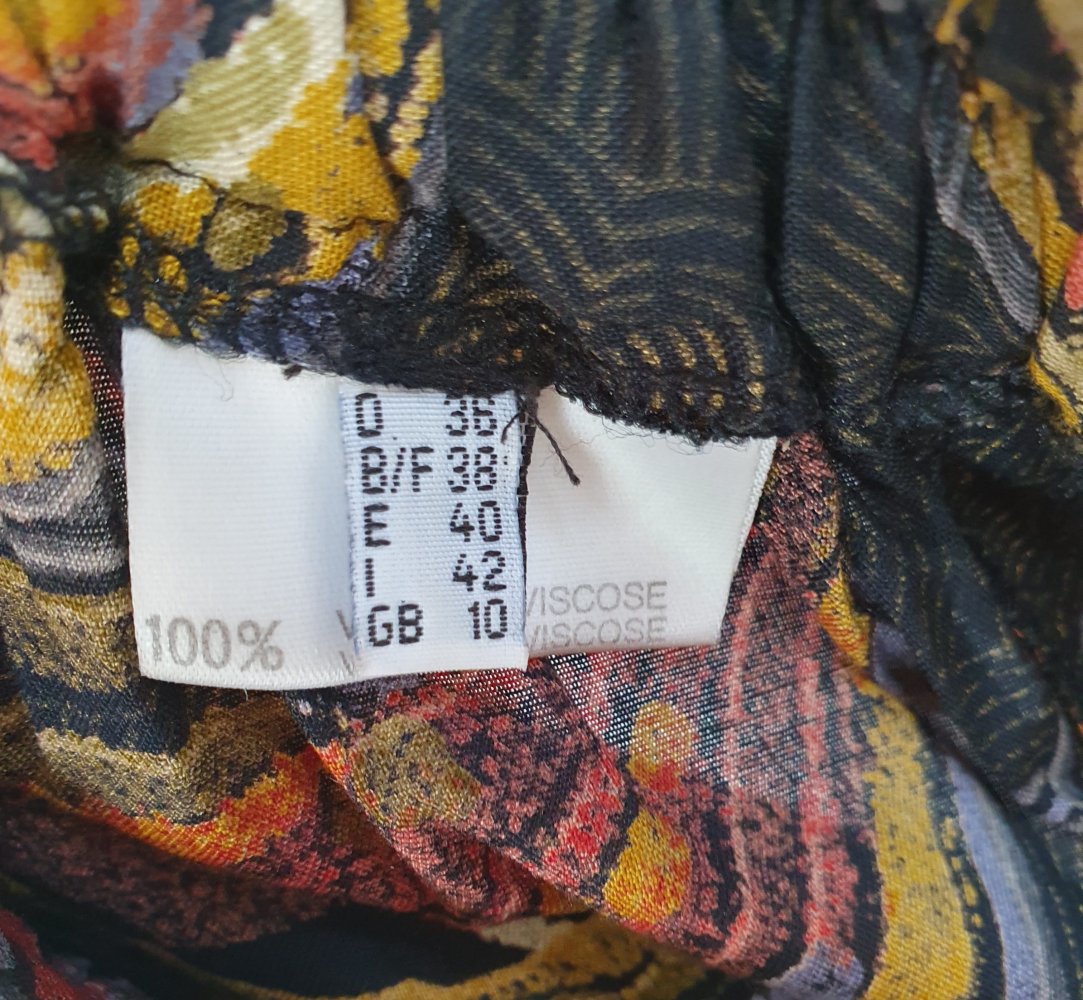 D 36
B/F 38
E 40
I 42
GB 10
100% VISCOSE
VISCOSE